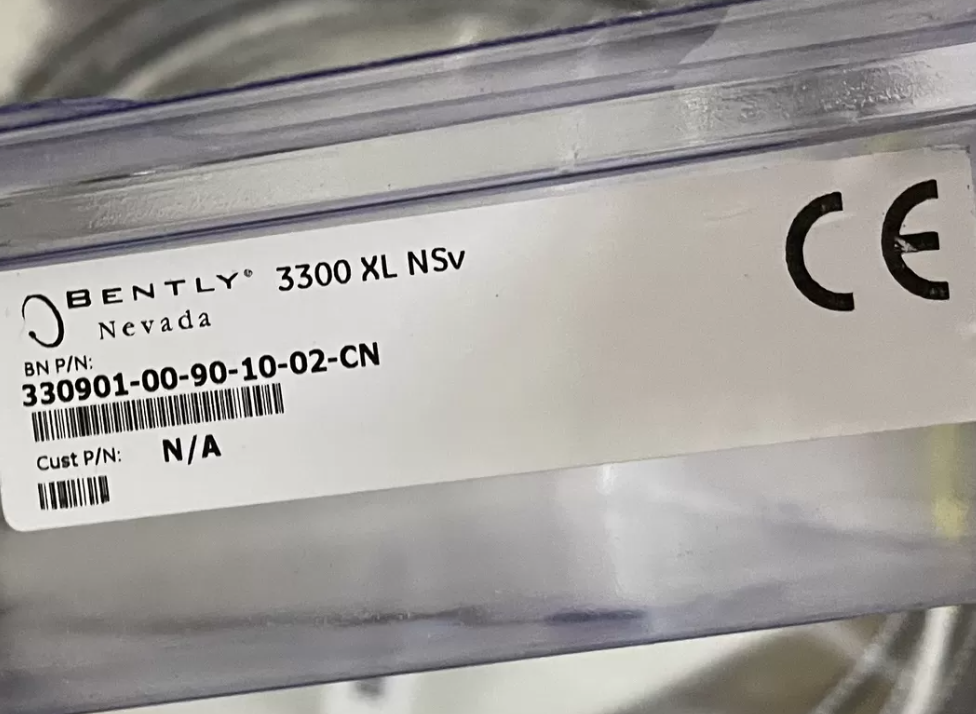 BENTLY® 3300 XL NSv
Nevada
BN P/N:
330901-00-90-10-02-CN
Cust P/N: N/A
CE